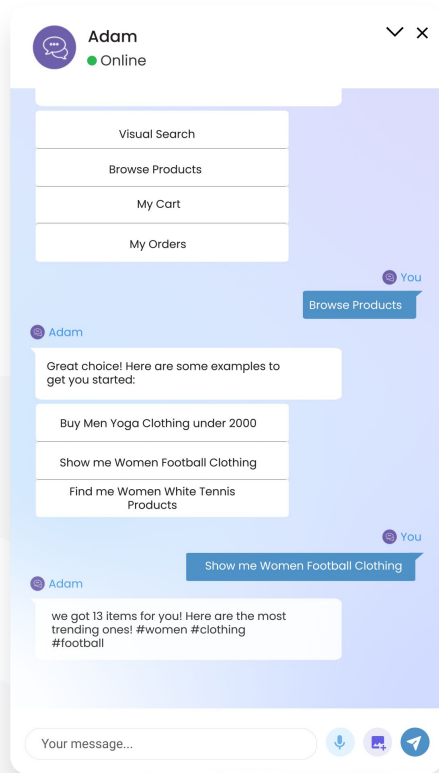 Adam
Online
Visual Search
Browse Products
My Cart
My Orders
You
Browse Products
Adam
Great choice! Here are some examples to
get you started:
Buy Men Yoga Clothing under 2000
Show me Women Football Clothing
Find me Women White Tennis
Products
You
Show me Women Football Clothing
Adam
we got 13 items for you! Here are the most
trending ones! #women #clothing
#football
Your message...